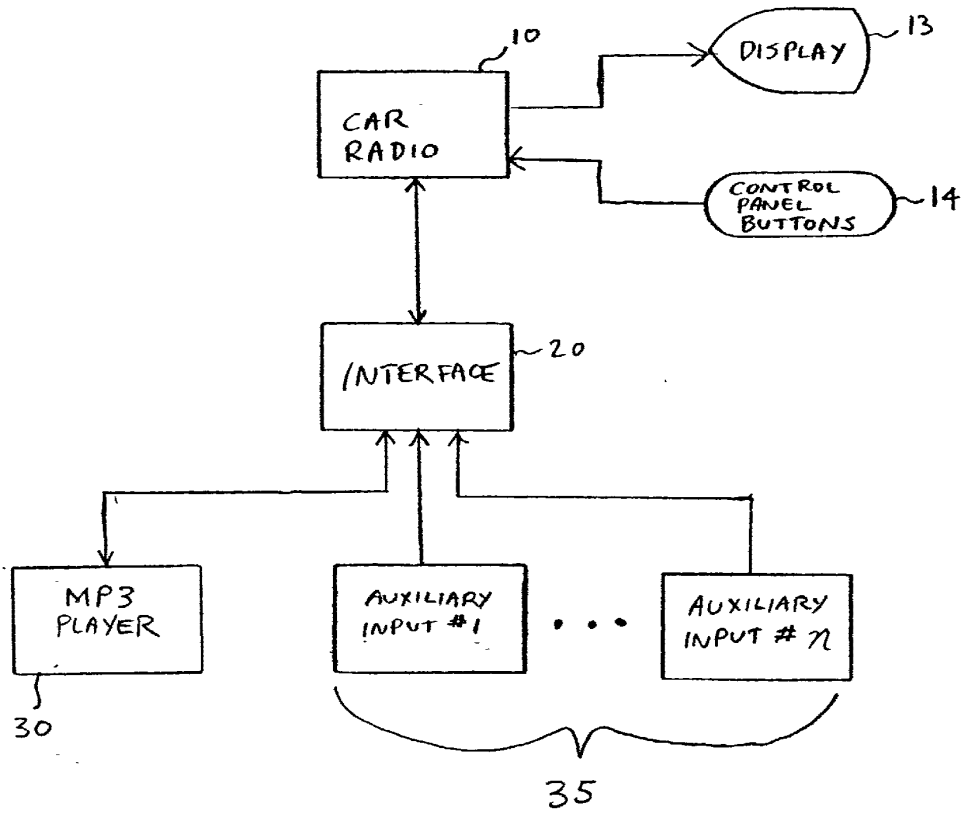 10
13
DISPLAY
CAR
RADIO
CONTROL
PANEL
BUTTONS
14
20
INTERFACE
MP3
PLAYER
30
AUXILIARY
INPUT #1
AUXILIARY
INPUT # n
35